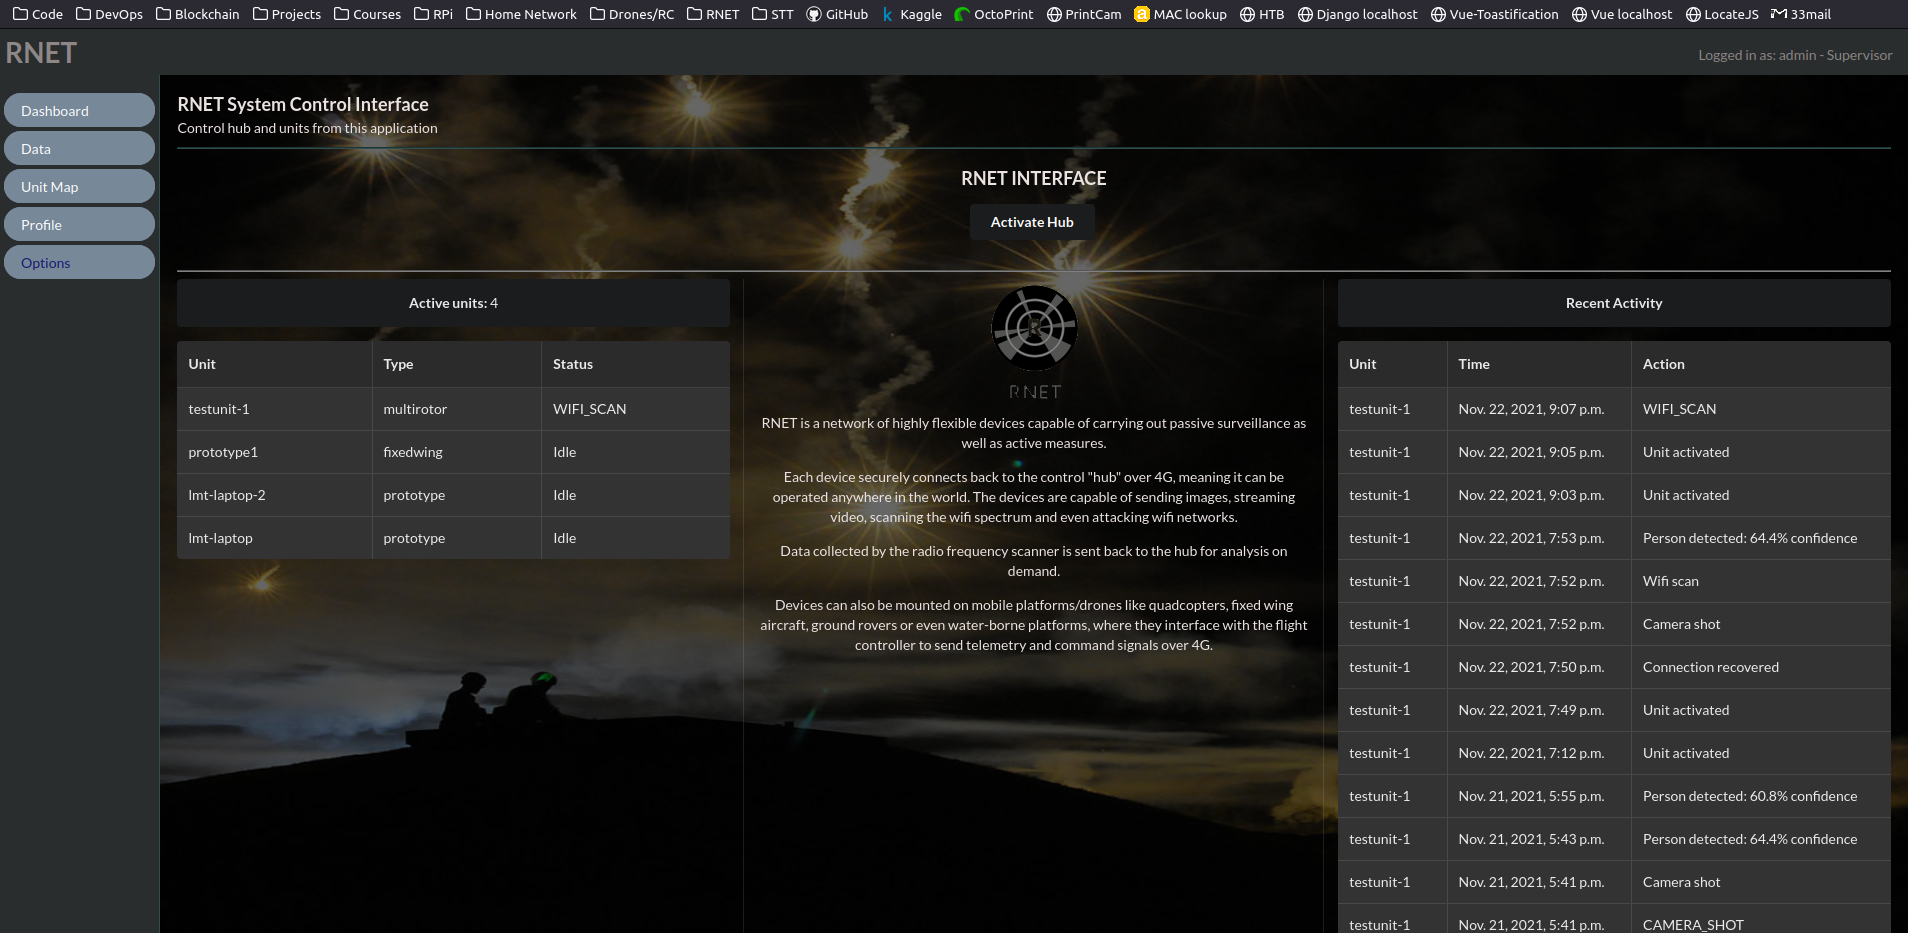 Code DevOps Blockchain Projects Courses RPi Home Network Drones/RC RNET STT GitHub Kaggle OctoPrint PrintCam MAC lookup HTB Django localhost Vue-Toastification Vue localhost LocateJS 33mail
RNET
Logged in as: admin - Supervisor
Dashboard
Data
Unit Map
Profile
Options
RNET System Control Interface
Control hub and units from this application
RNET INTERFACE
Activate Hub
Active units: 4
Unit Type Status
testunit-1 multirotor WIFI_SCAN
prototype1 fixedwing Idle
lmt-laptop-2 prototype Idle
lmt-laptop prototype Idle
R
RNET
RNET is a network of highly flexible devices capable of carrying out passive surveillance as
well as active measures.
Each device securely connects back to the control "hub" over 4G, meaning it can be
operated anywhere in the world. The devices are capable of sending images, streaming
video, scanning the wifi spectrum and even attacking wifi networks.
Data collected by the radio frequency scanner is sent back to the hub for analysis on
demand.
Devices can also be mounted on mobile platforms/drones like quadcopters, fixed wing
aircraft, ground rovers or even water-borne platforms, where they interface with the flight
controller to send telemetry and command signals over 4G.
Recent Activity
Unit Time Action
testunit-1 Nov. 22, 2021, 9:07 p.m. WIFI_SCAN
testunit-1 Nov. 22, 2021, 9:05 p.m. Unit activated
testunit-1 Nov. 22, 2021, 9:03 p.m. Unit activated
testunit-1 Nov. 22, 2021, 7:53 p.m. Person detected: 64.4% confidence
testunit-1 Nov. 22, 2021, 7:52 p.m. Wifi scan
testunit-1 Nov. 22, 2021, 7:52 p.m. Camera shot
testunit-1 Nov. 22, 2021, 7:50 p.m. Connection recovered
testunit-1 Nov. 22, 2021, 7:49 p.m. Unit activated
testunit-1 Nov. 22, 2021, 7:12 p.m. Unit activated
testunit-1 Nov. 21, 2021, 5:55 p.m. Person detected: 60.8% confidence
testunit-1 Nov. 21, 2021, 5:43 p.m. Person detected: 64.4% confidence
testunit-1 Nov. 21, 2021, 5:41 p.m. Camera shot
testunit-1 Nov. 21, 2021, 5:41 p.m. CAMERA_SHOT